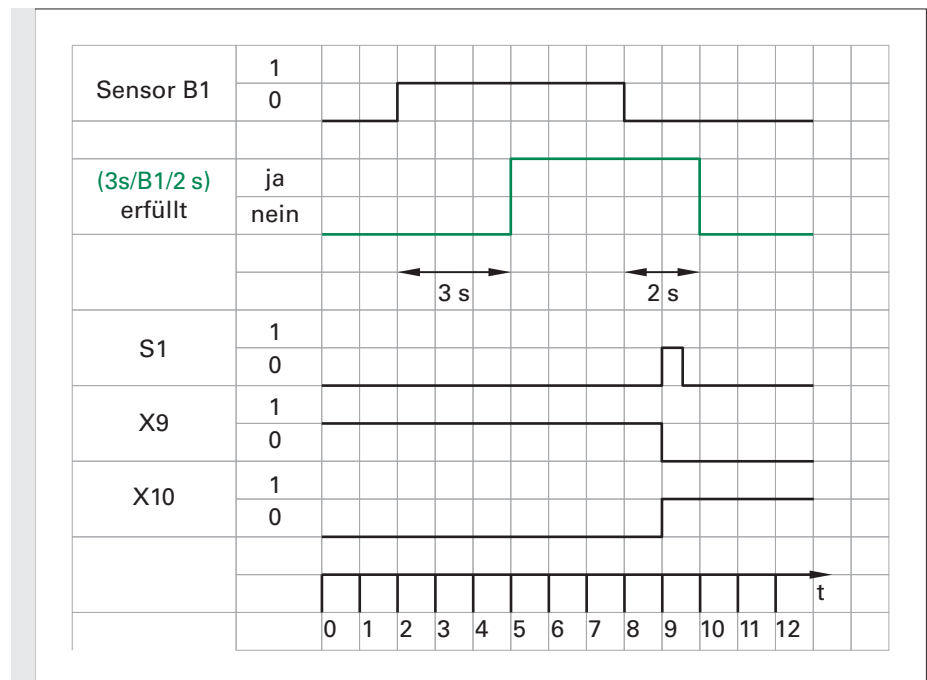 Sensor B1
1
0
(3s/B1/2 s)
erfüllt
ja
nein
3 s
2 s
S1
1
0
X9
1
0
X10
1
0
t
0 1 2 3 4 5 6 7 8 9 10 11 12